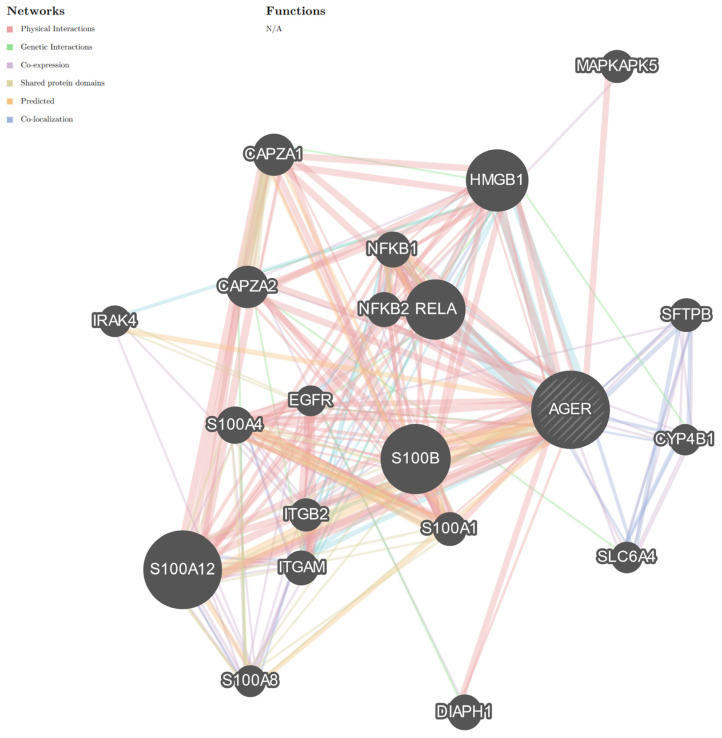 Networks
Physical Interactions
Genetic Interactions
Co-expression
Shared protein domains
Predicted
Co-localization
Functions
N/A
MAPKAPK5
CAPZA1
HMGB1
NFKB1
CAPZA2
NFKB2
RELA
IRAK4
SFTPB
EGFR
AGER
S100A4
CYP4B1
S100B
ITGB2
S100A1
SLC6A4
ITGAM
S100A12
S100A8
DIAPH1